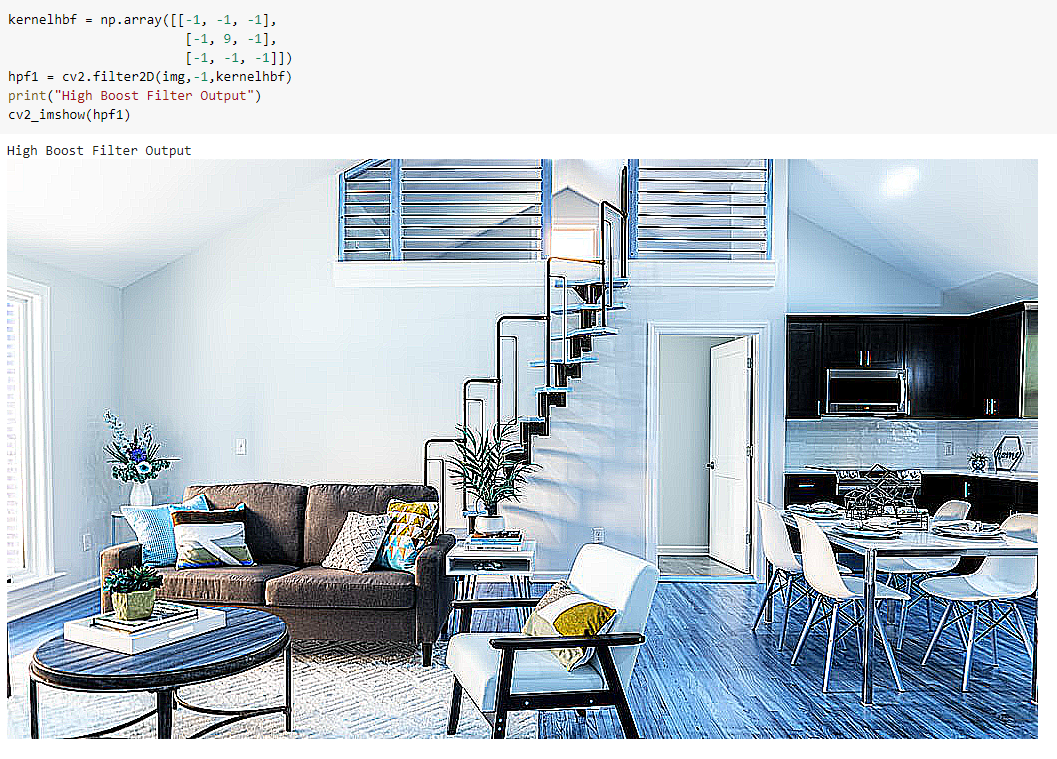 kernelhbf = np.array([[-1, -1, -1],
[-1, 9, -1],
[-1, -1, -1]])
hpf1 = cv2.filter2D(img,-1,kernelhbf)
print("High Boost Filter Output")
cv2_imshow(hpf1)
High Boost Filter Output
home